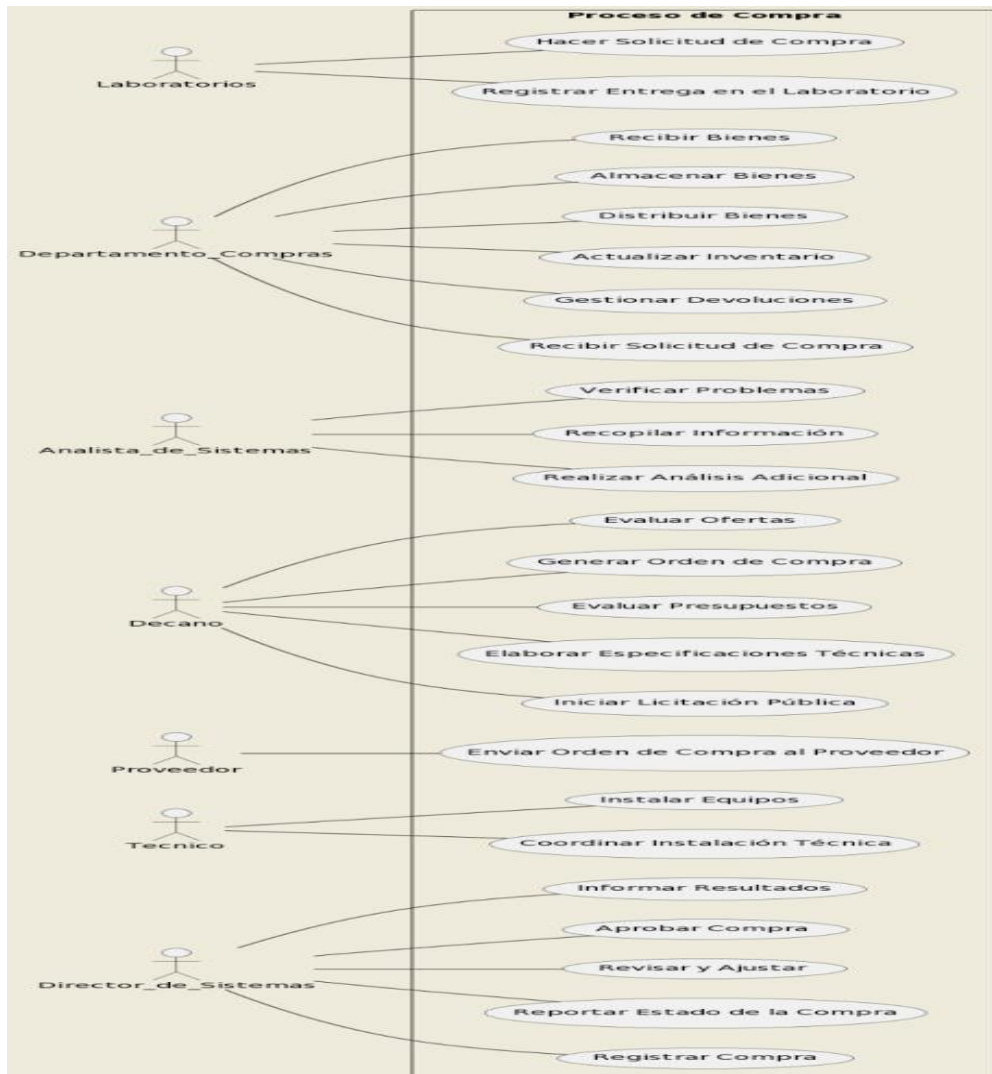 Proceso de Compra
Hacer Solicitud de Compra
Laboratorios
Registrar Entrega en el Laboratorio
Recibir Bienes
Almacenar Bienes
Distribuir Bienes
Departamento_Compras
Actualizar Inventario
Gestionar Devoluciones
Recibir Solicitud de Compra
Verificar Problemas
Recopilar Información
Analista_de_Sistemas
Realizar Análisis Adicional
Evaluar Ofertas
Generar Orden de Compra
Evaluar Presupuestos
Decano
Elaborar Especificaciones Técnicas
Iniciar Licitación Pública
Enviar Orden de Compra al Proveedor
Proveedor
Instalar Equipos
Tecnico
Coordinar Instalación Técnica
Informar Resultados
Aprobar Compra
Revisar y Ajustar
Director_de_Sistemas
Reportar Estado de la Compra
Registrar Compra